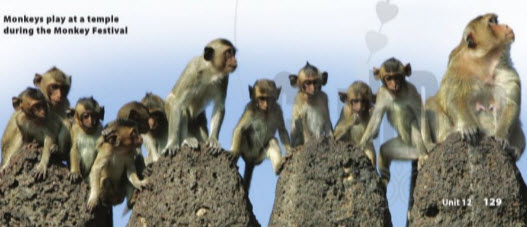 Monkeys play at a temple
during the Monkey Festival
Unit 12 129